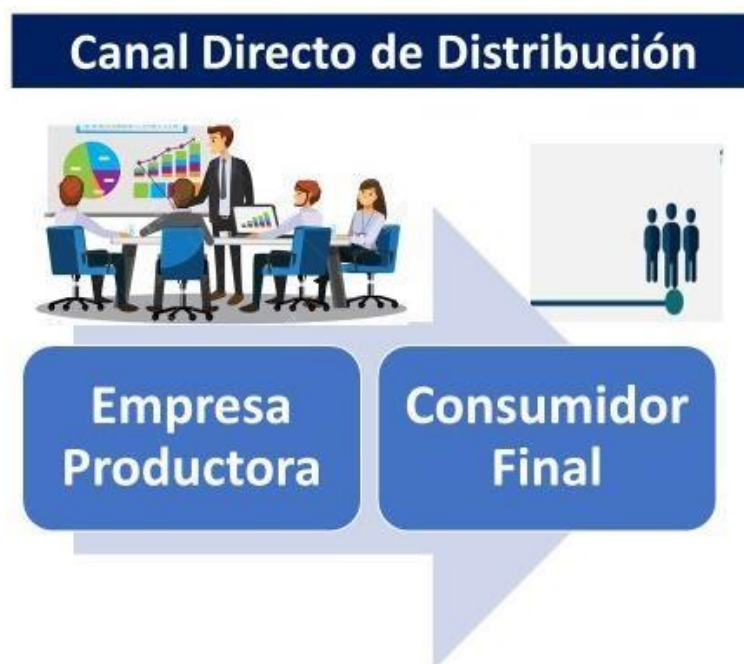 Canal Directo de Distribución
Empresa
Productora
Consumidor
Final